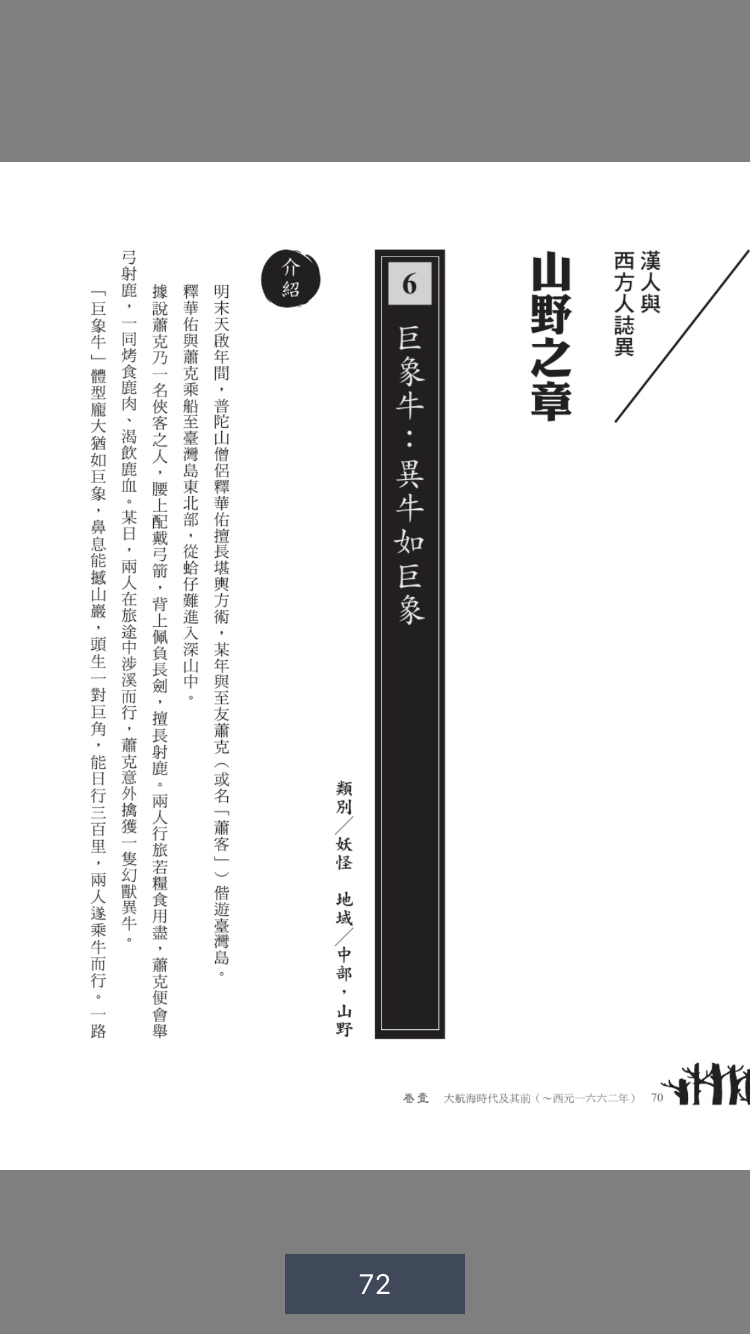 漢人與
西方人誌異
山野之章
6
巨象牛：異牛如巨象
類別／妖怪　地域／中部，山野
介紹
明末天啟年間，普陀山僧侶釋華佑擅長堪輿方術，某年與至友蕭克（或名「蕭客」）偕遊臺灣島。
釋華佑與蕭克乘船至臺灣島東北部，從蛤仔難進入深山中。
據說蕭克乃一名俠客之人，腰上配戴弓箭，背上佩負長劍，擅長射鹿。兩人行旅若糧食用盡，蕭克便會舉
弓射鹿，一同烤食鹿肉、渴飲鹿血。某日，兩人在旅途中涉溪而行，蕭克意外擒獲一隻幻獸異牛。
「巨象牛」體型龐大猶如巨象，鼻息能撼山巖，頭生一對巨角，能日行三百里，兩人遂乘牛而行。一路
卷壹　大航海時代及其前（～西元一六六二年）　70
72